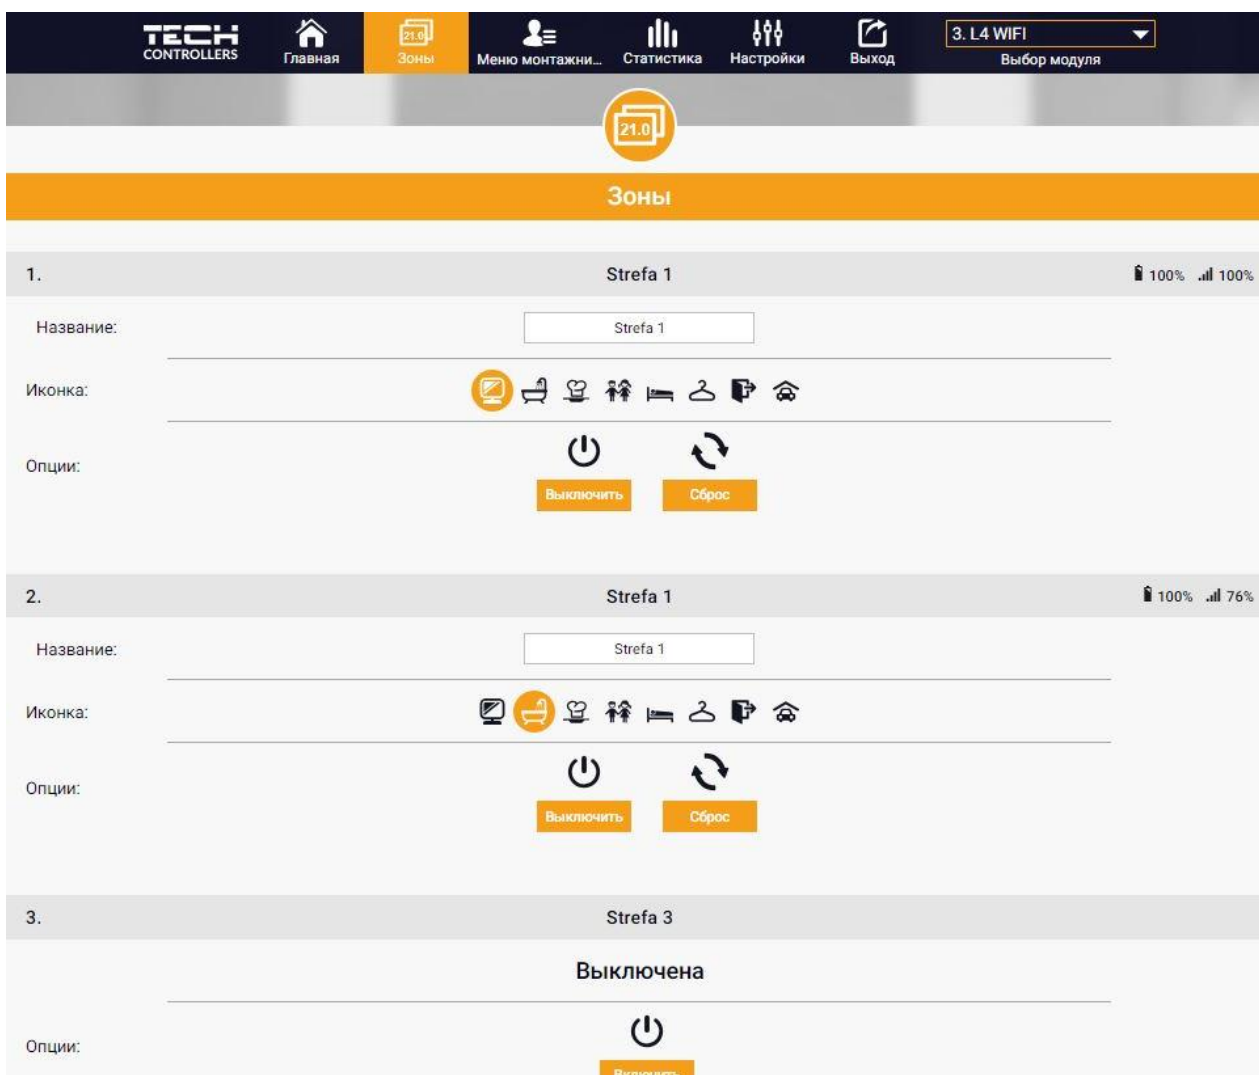 TECH
CONTROLLERS
Главная
21.0
Зоны
Меню монтажни...
Статистика
Настройки
Выход
3. L4 WIFI
Выбор модуля
21.0
Зоны
1.
Strefa 1
100% 100%
Название:
Strefa 1
Иконка:
Опции:
Выключить
Сброс
2.
Strefa 1
100% 76%
Название:
Strefa 1
Иконка:
Опции:
Выключить
Сброс
3.
Strefa 3
Выключена
Опции:
Включить